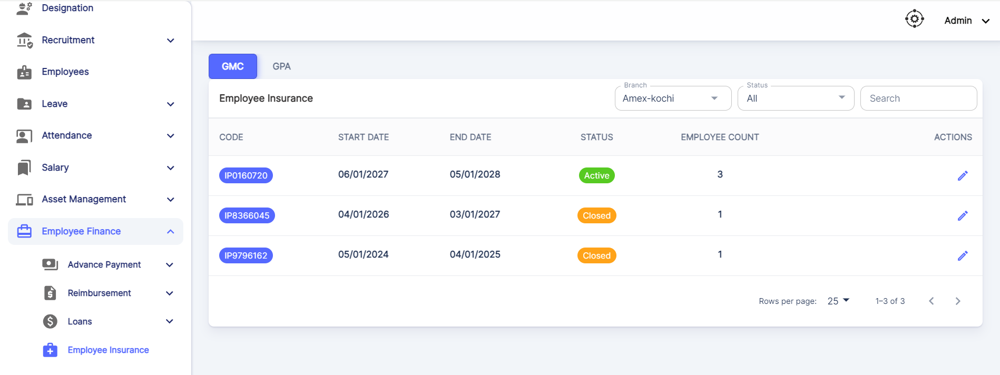 Designation
Recruitment
Employees
Leave
Attendance
Salary
Asset Management
Employee Finance
Advance Payment
Reimbursement
Loans
Employee Insurance
Admin
GMC GPA
Employee Insurance
Branch
Amex-kochi
Status
All
Search
CODE START DATE END DATE STATUS EMPLOYEE COUNT ACTIONS
IP0160720 06/01/2027 05/01/2028 Active 3
IP8366045 04/01/2026 03/01/2027 Closed 1
IP9796162 05/01/2024 04/01/2025 Closed 1
Rows per page: 25 1–3 of 3